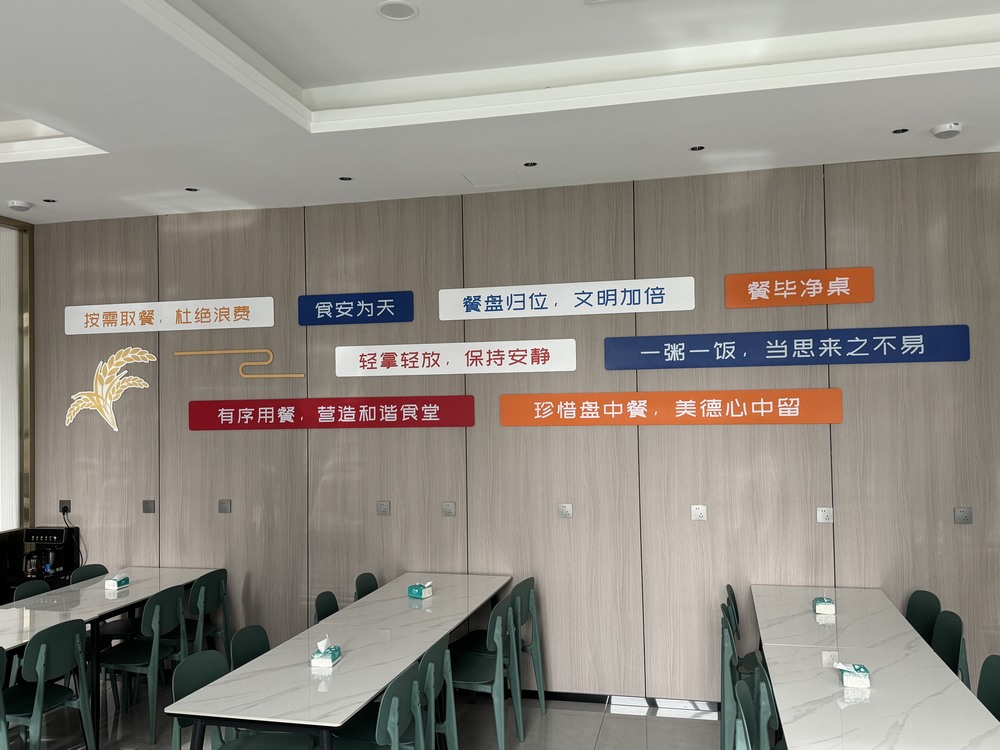 按需取餐，杜绝浪费
食安为天
餐盘归位，文明加倍
餐毕净桌
轻拿轻放，保持安静
一粥一饭，当思来之不易
有序用餐，营造和谐食堂
珍惜盘中餐，美德心中留